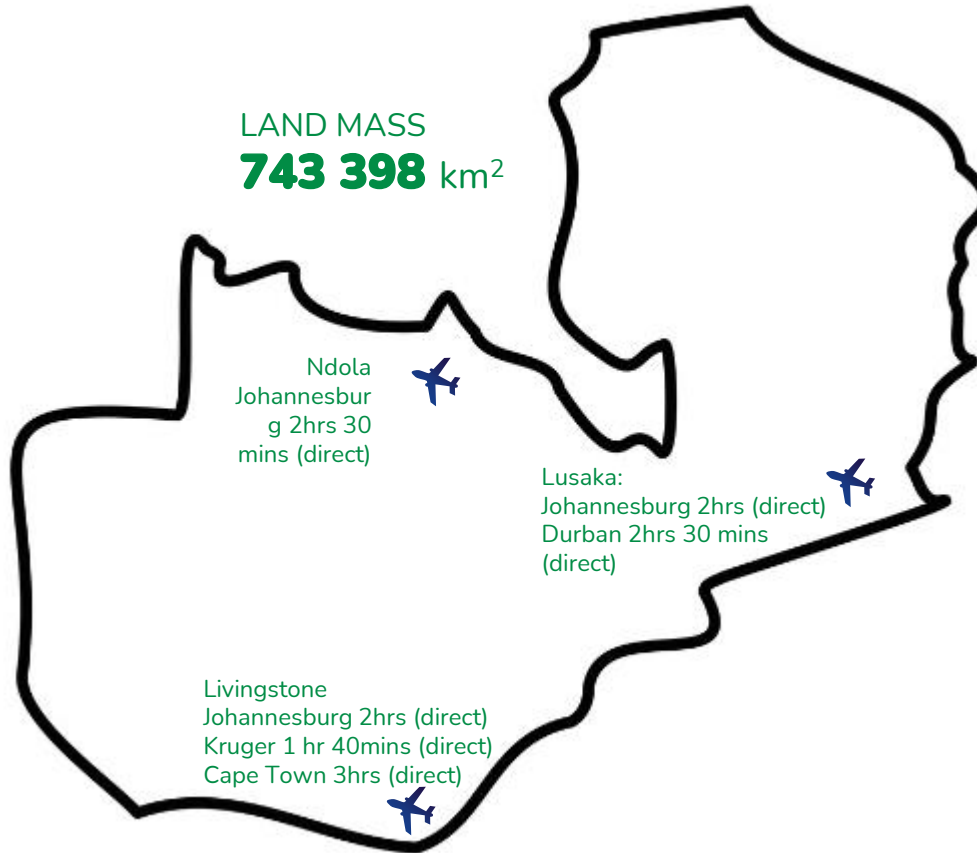 LAND MASS
743 398 km²
Ndola
Johannesbur
g 2hrs 30
mins (direct)
Lusaka:
Johannesburg 2hrs (direct)
Durban 2hrs 30 mins
(direct)
Livingstone
Johannesburg 2hrs (direct)
Kruger 1 hr 40mins (direct)
Cape Town 3hrs (direct)